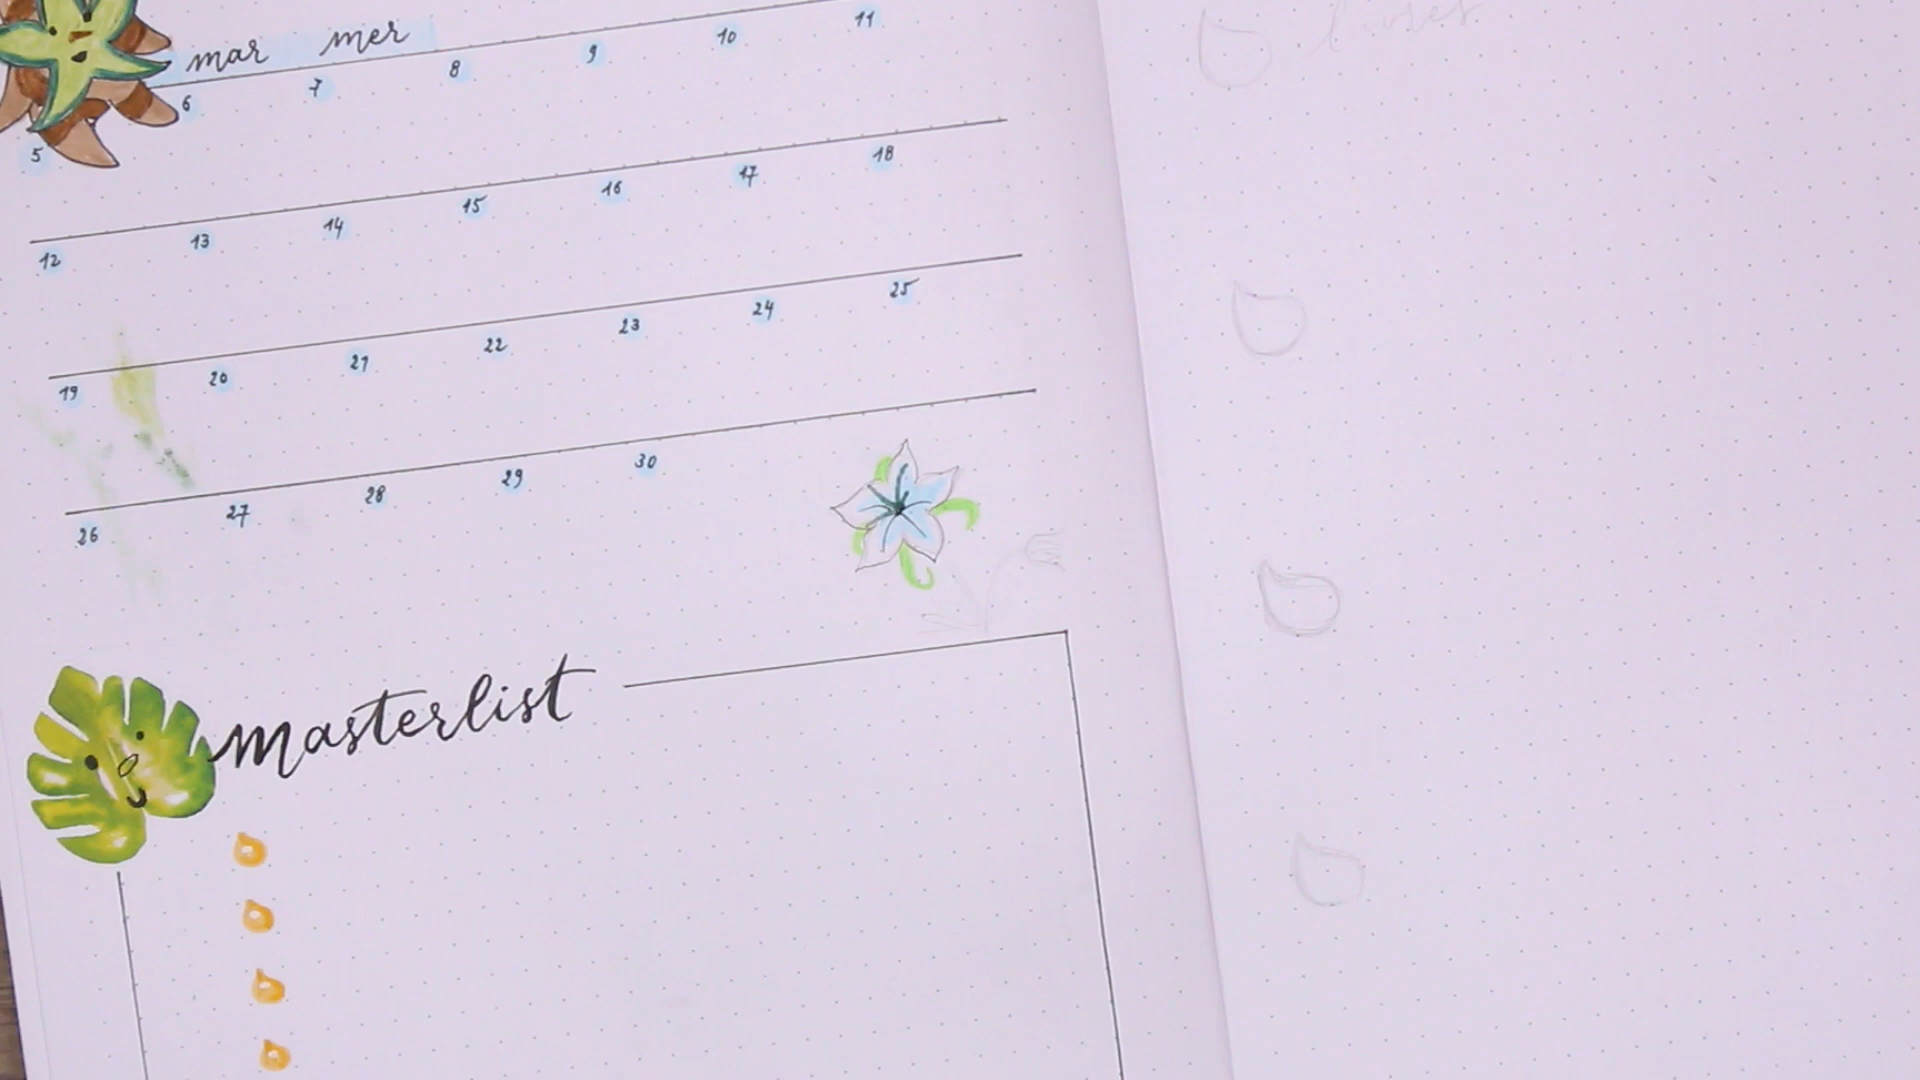 mar mer
5 6 7 8 9 10 11
12 13 14 15 16 17 18
19 20 21 22 23 24 25
26 27 28 29 30
masterlist
livres